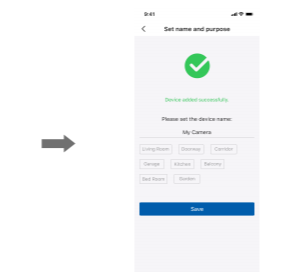 9:41
Set name and purpose
Device added successfully.
Please set the device name:
My Camera
Living Room Doorway Corridor
Garage Kitchen Balcony
Bed Room Garden
Save